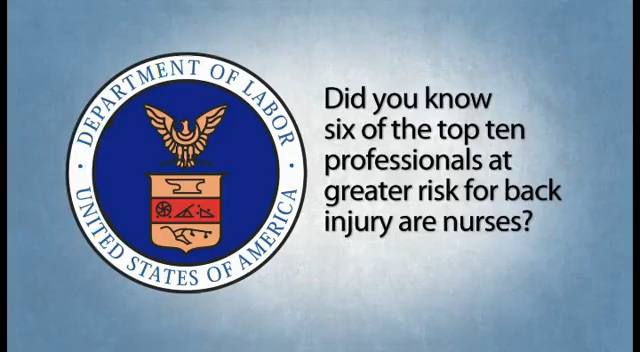 DEPARTMENT OF LABOR
UNITED STATES OF AMERICA
Did you know
six of the top ten
professionals at
greater risk for back
injury are nurses?